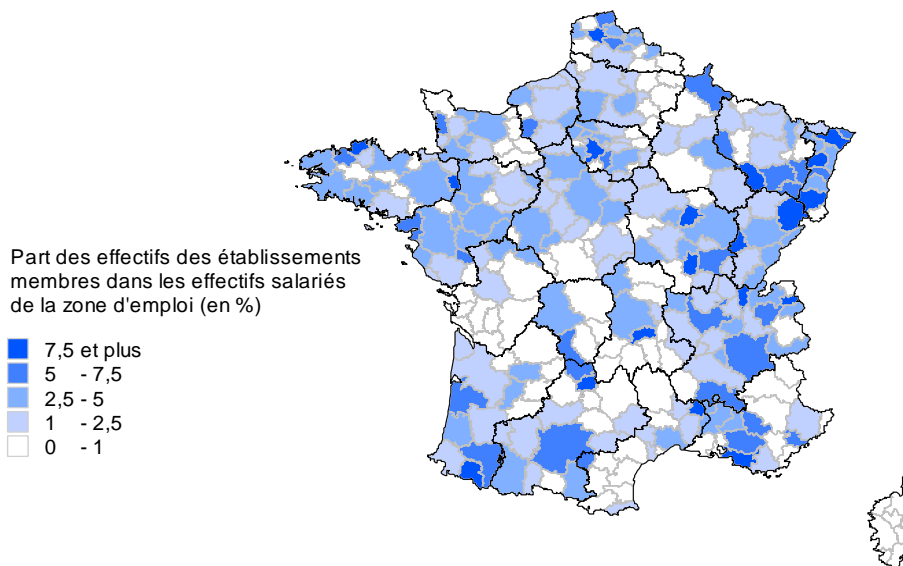 Part des effectifs des établissements
membres dans les effectifs salariés
de la zone d'emploi (en %)
7,5 et plus
5 - 7,5
2,5 - 5
1 - 2,5
0 - 1